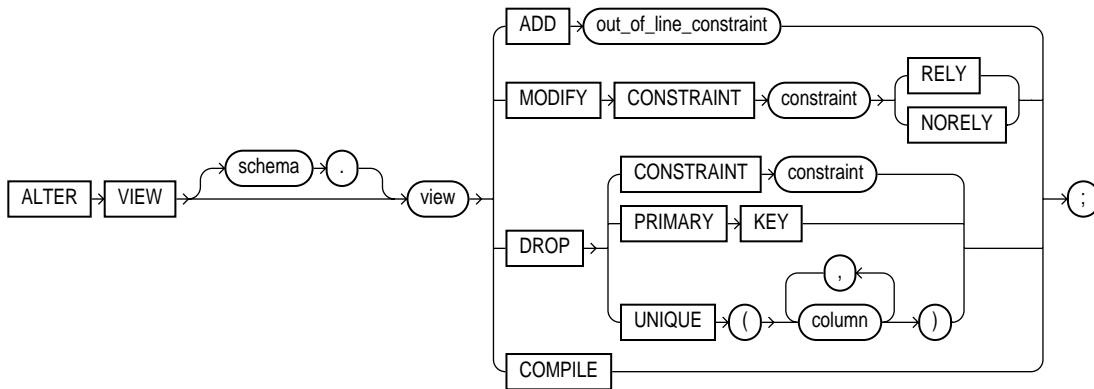 ADD out_of_line_constraint
RELY
MODIFY CONSTRAINT constraint
NORELY
schema .
CONSTRAINT constraint
ALTER VIEW view ;
PRIMARY KEY
DROP
,
UNIQUE ( column )
COMPILE